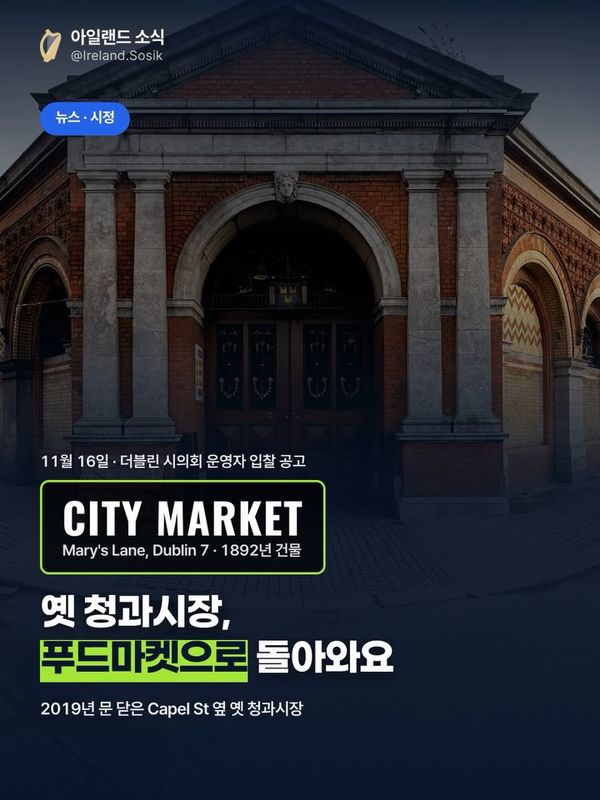 아일랜드 소식
@Ireland.Sosik
뉴스 · 시정
11월 16일 · 더블린 시의회 운영자 입찰 공고
CITY MARKET
Mary's Lane, Dublin 7 · 1892년 건물
옛 청과시장,
푸드마켓으로 돌아와요
2019년 문 닫은 Capel St 옆 옛 청과시장